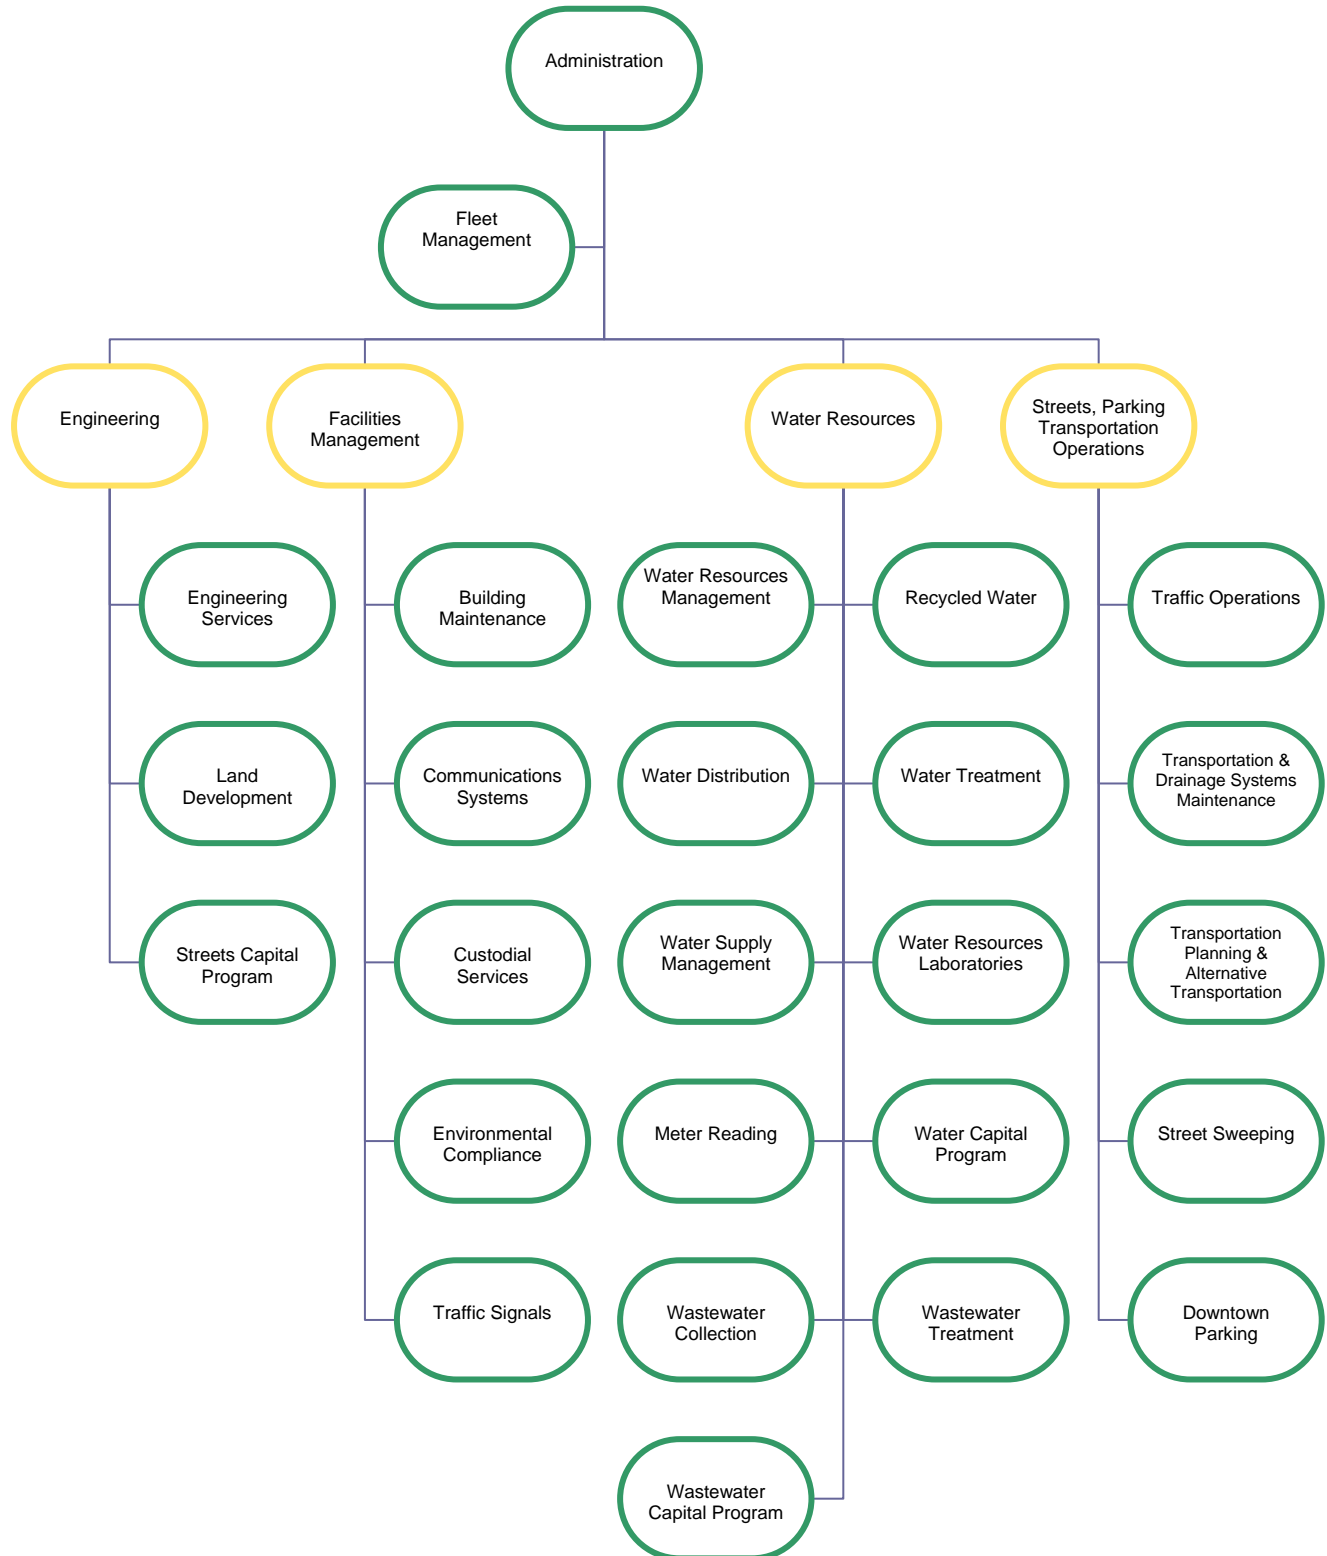 Administration
Fleet
Management
Engineering
Facilities
Management
Water Resources
Streets, Parking
Transportation
Operations
Engineering
Services
Building
Maintenance
Water Resources
Management
Recycled Water
Traffic Operations
Land
Development
Communications
Systems
Water Distribution
Water Treatment
Transportation &
Drainage Systems
Maintenance
Streets Capital
Program
Custodial
Services
Water Supply
Management
Water Resources
Laboratories
Transportation
Planning &
Alternative
Transportation
Environmental
Compliance
Meter Reading
Water Capital
Program
Street Sweeping
Traffic Signals
Wastewater
Collection
Wastewater
Treatment
Downtown
Parking
Wastewater
Capital Program